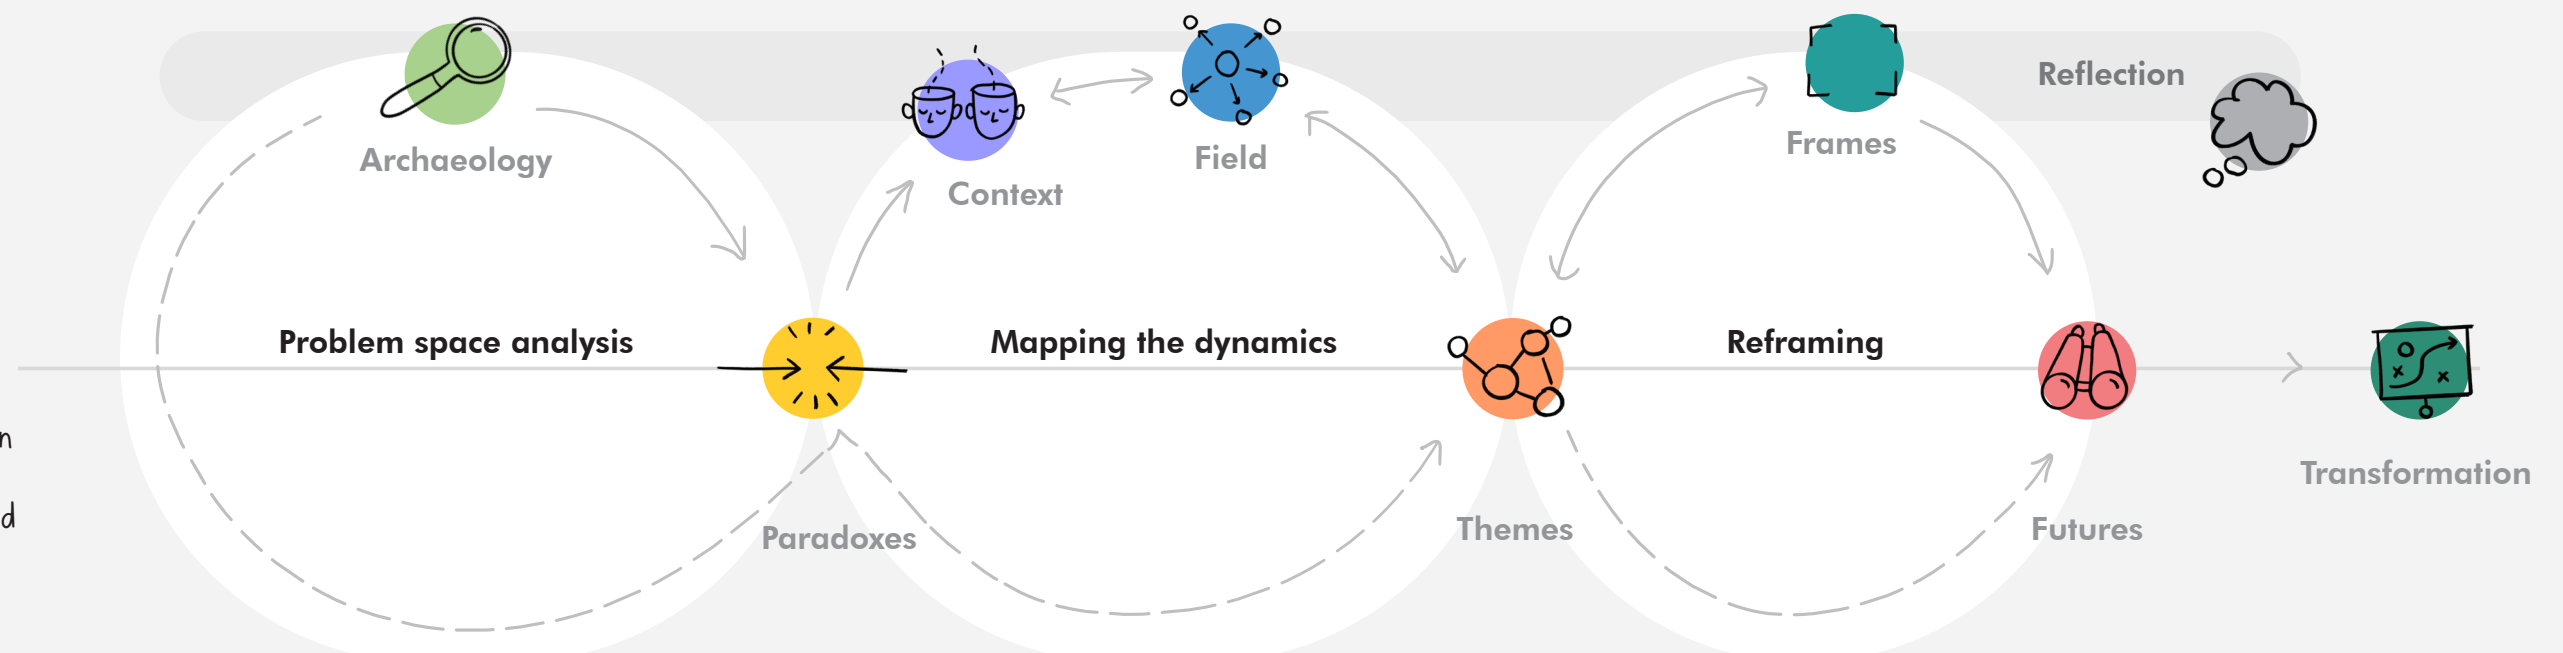 Archaeology
Context
Field
Frames
Reflection
Problem space analysis
Mapping the dynamics
Reframing
n
d
Paradoxes
Themes
Futures
Transformation